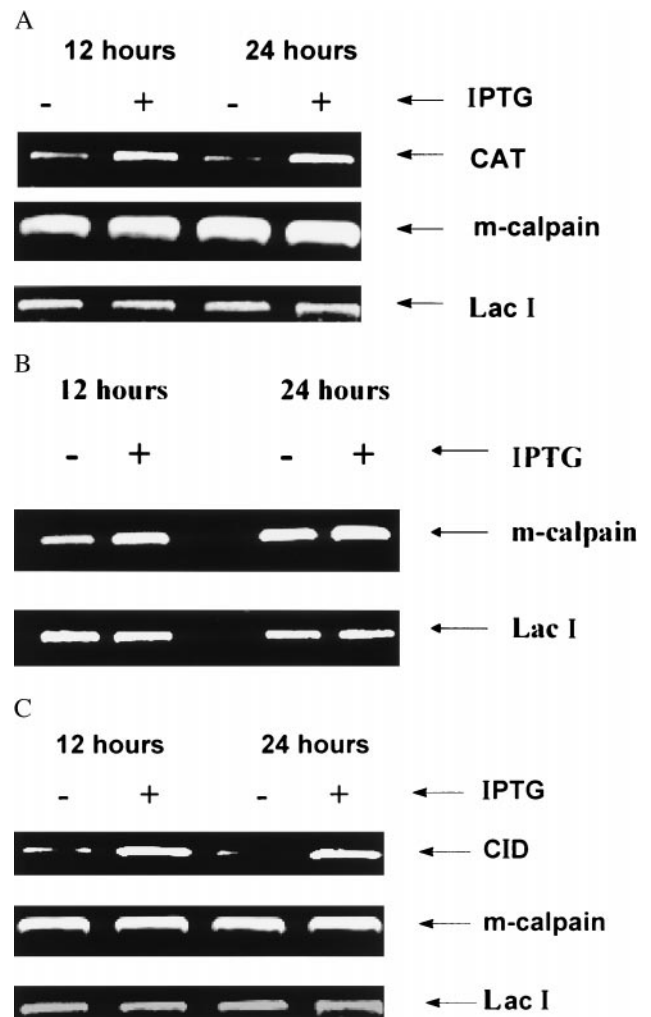 A
12 hours 24 hours
- + - + IPTG
CAT
m-calpain
Lac I
B
12 hours 24 hours
- + - + IPTG
m-calpain
Lac I
C
12 hours 24 hours
- + - + IPTG
CID
m-calpain
Lac I